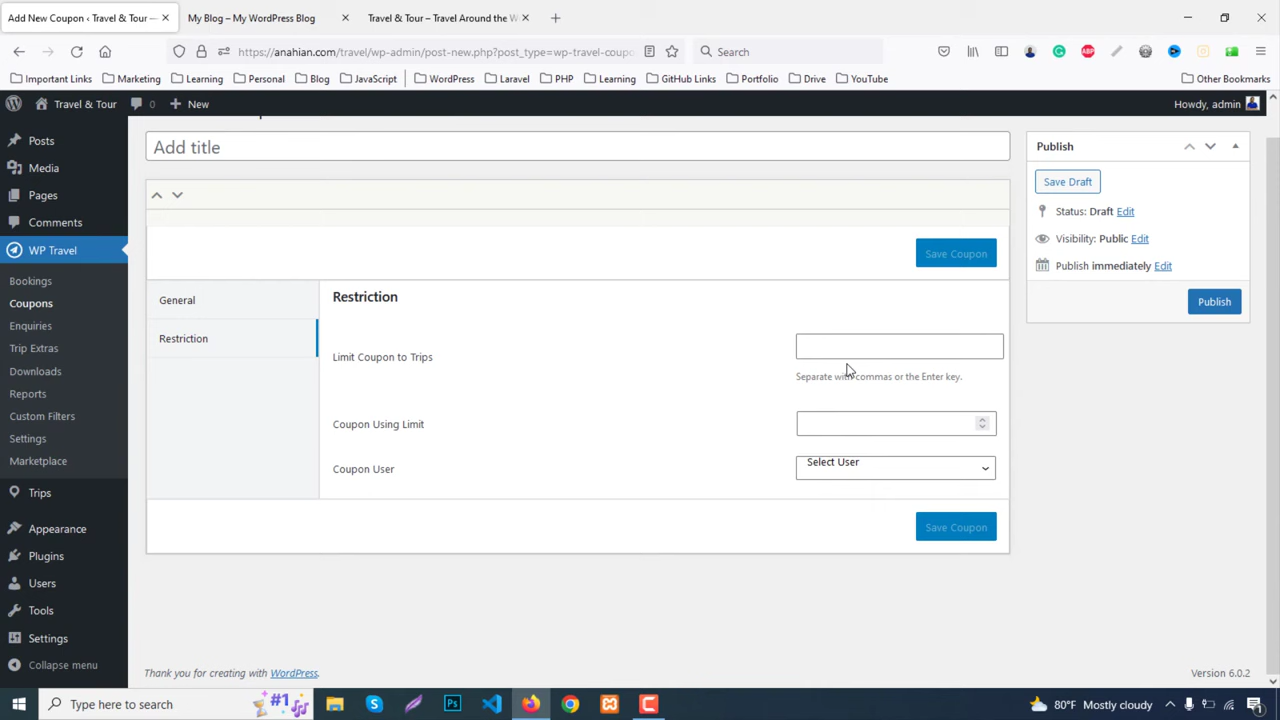 Add New Coupon ‹ Travel & Tour —
My Blog – My WordPress Blog
Travel & Tour – Travel Around the W
https://anahian.com/travel/wp-admin/post-new.php?post_type=wp-travel-coupo
Search
Important Links
Marketing
Learning
Personal
Blog
JavaScript
WordPress
Laravel
PHP
Learning
GitHub Links
Portfolio
Drive
YouTube
Other Bookmarks
Travel & Tour
0
New
Howdy, admin
Posts
Media
Pages
Comments
WP Travel
Bookings
Coupons
Enquiries
Trip Extras
Downloads
Reports
Custom Filters
Settings
Marketplace
Trips
Appearance
Plugins
Users
Tools
Settings
Collapse menu
Add title
Save Coupon
General
Restriction
Restriction
Limit Coupon to Trips
Separate with commas or the Enter key.
Coupon Using Limit
Coupon User
Select User
Save Coupon
Publish
Save Draft
Status: Draft Edit
Visibility: Public Edit
Publish immediately Edit
Publish
Thank you for creating with WordPress.
Version 6.0.2
Type here to search
#1
80°F Mostly cloudy
1